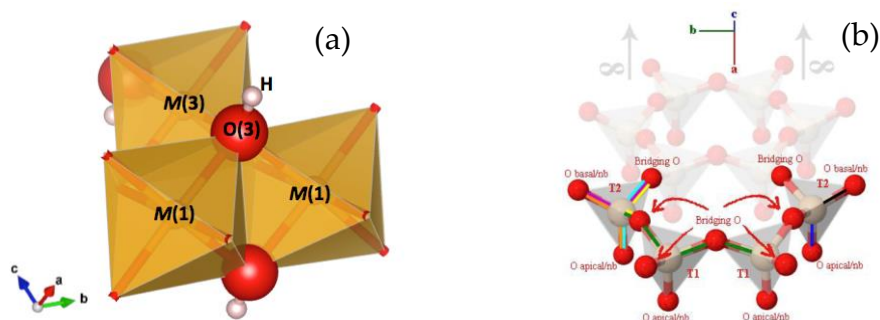 (a)
H
M(3)
O(3)
M(1)
M(1)
c
a
b
(b)
c
b
a
∞
∞
Bridging O
Bridging O
O basal/nb
T2
O basal/nb
T2
Bridging O
O apical/nb
O apical/nb
T1
T1
O apical/nb
O apical/nb